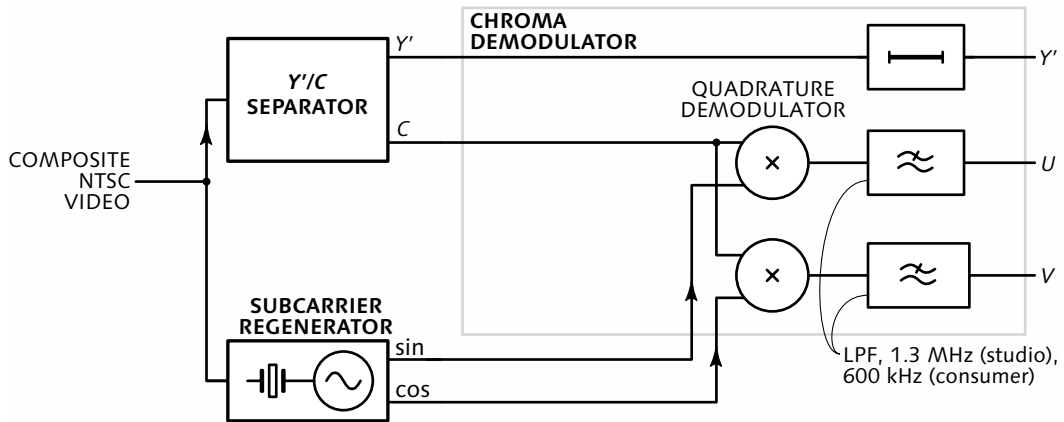 CHROMA
DEMODULATOR
Y'
Y'
Y'/C
SEPARATOR
QUADRATURE
DEMODULATOR
C
×
U
COMPOSITE
NTSC
VIDEO
×
V
SUBCARRIER
REGENERATOR
sin
cos
LPF, 1.3 MHz (studio),
600 kHz (consumer)